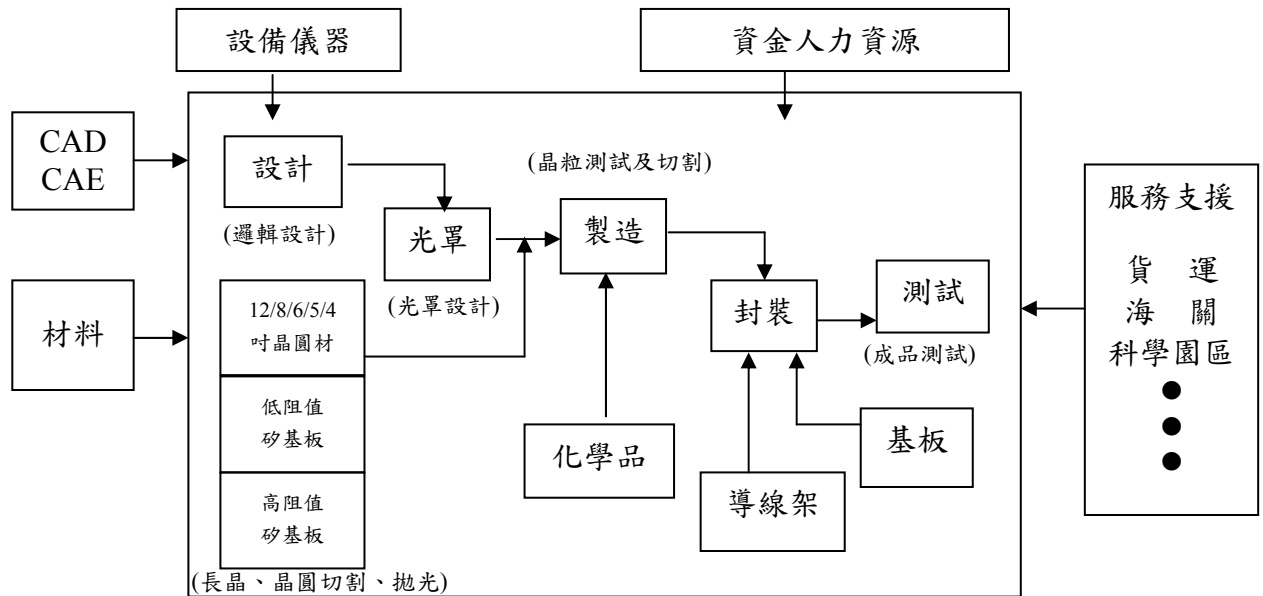 設備儀器
資金人力資源
CAD
CAE
設計
(晶粒測試及切割)
服務支援
(邏輯設計)
光罩
製造
貨　運
海　關
科學園區
材料
12/8/6/5/4
吋晶圓材
(光罩設計)
封裝
測試
(成品測試)
低阻值
矽基板
化學品
基板
高阻值
矽基板
導線架
(長晶、晶圓切割、拋光)